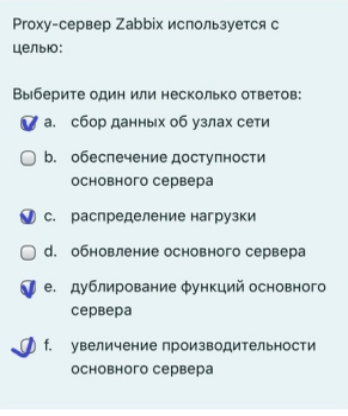 Proxy-сервер Zabbix используется с
целью:
Выберите один или несколько ответов:
a. сбор данных об узлах сети
b. обеспечение доступности
основного сервера
c. распределение нагрузки
d. обновление основного сервера
e. дублирование функций основного
сервера
f. увеличение производительности
основного сервера